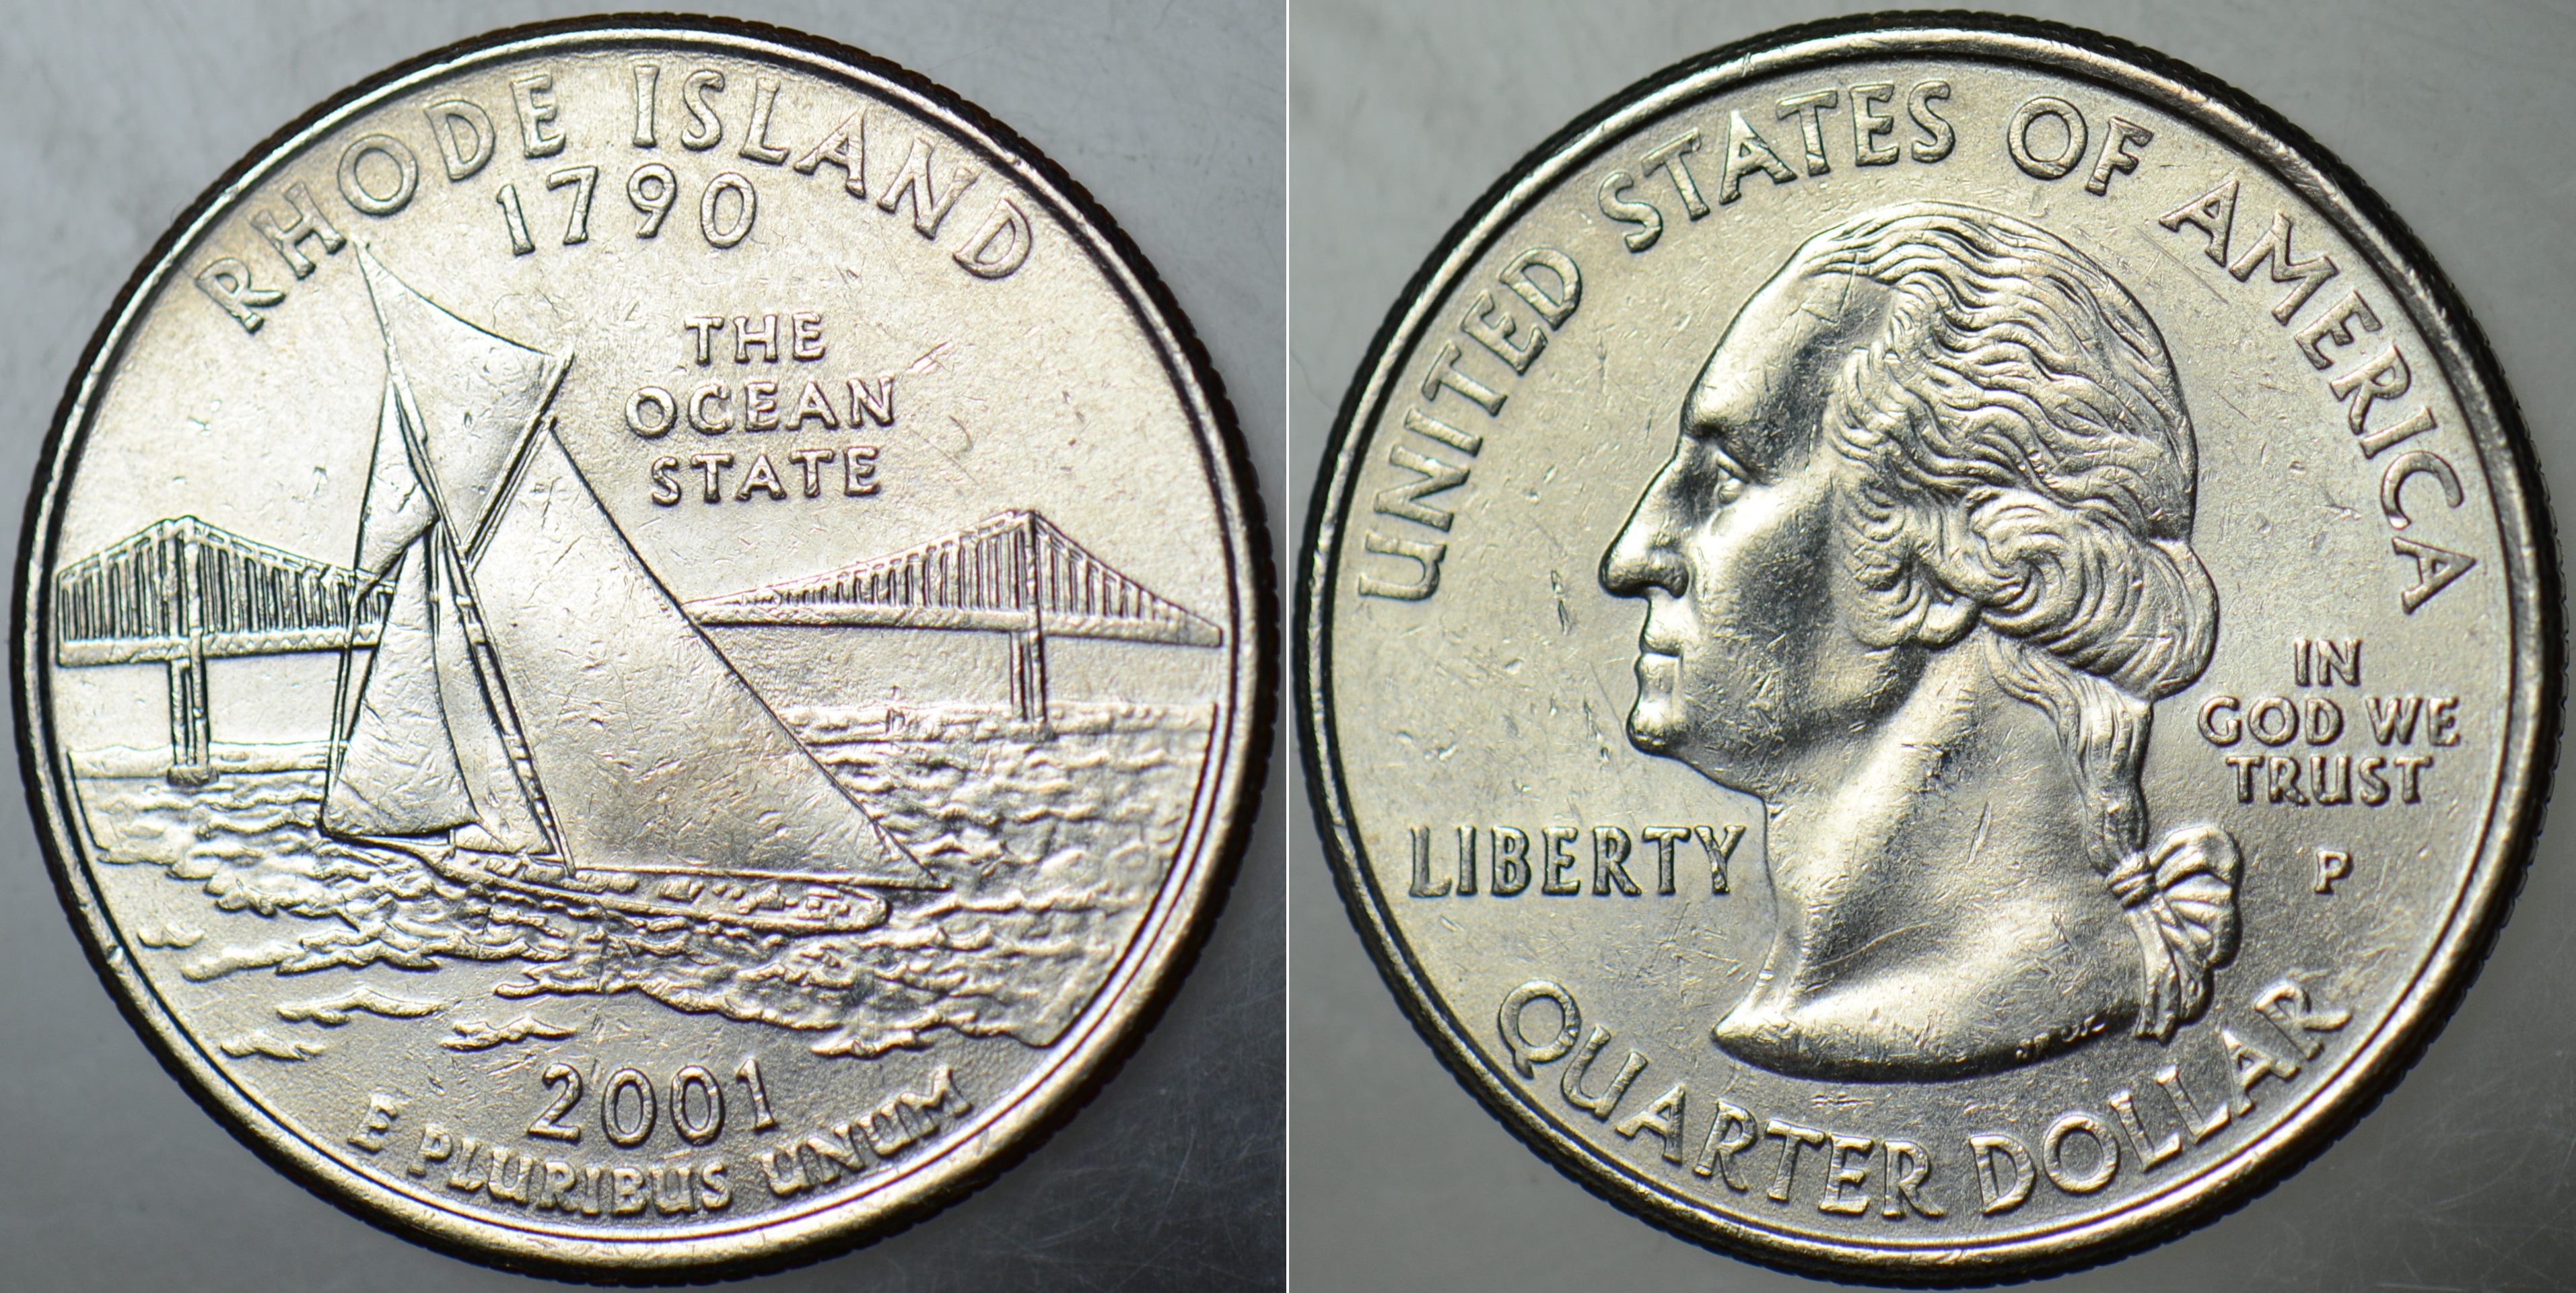 RHODE ISLAND
1790
THE
OCEAN
STATE
2001
E PLURIBUS UNUM
UNITED STATES OF AMERICA
IN
GOD WE
TRUST
LIBERTY
P
QUARTER DOLLAR